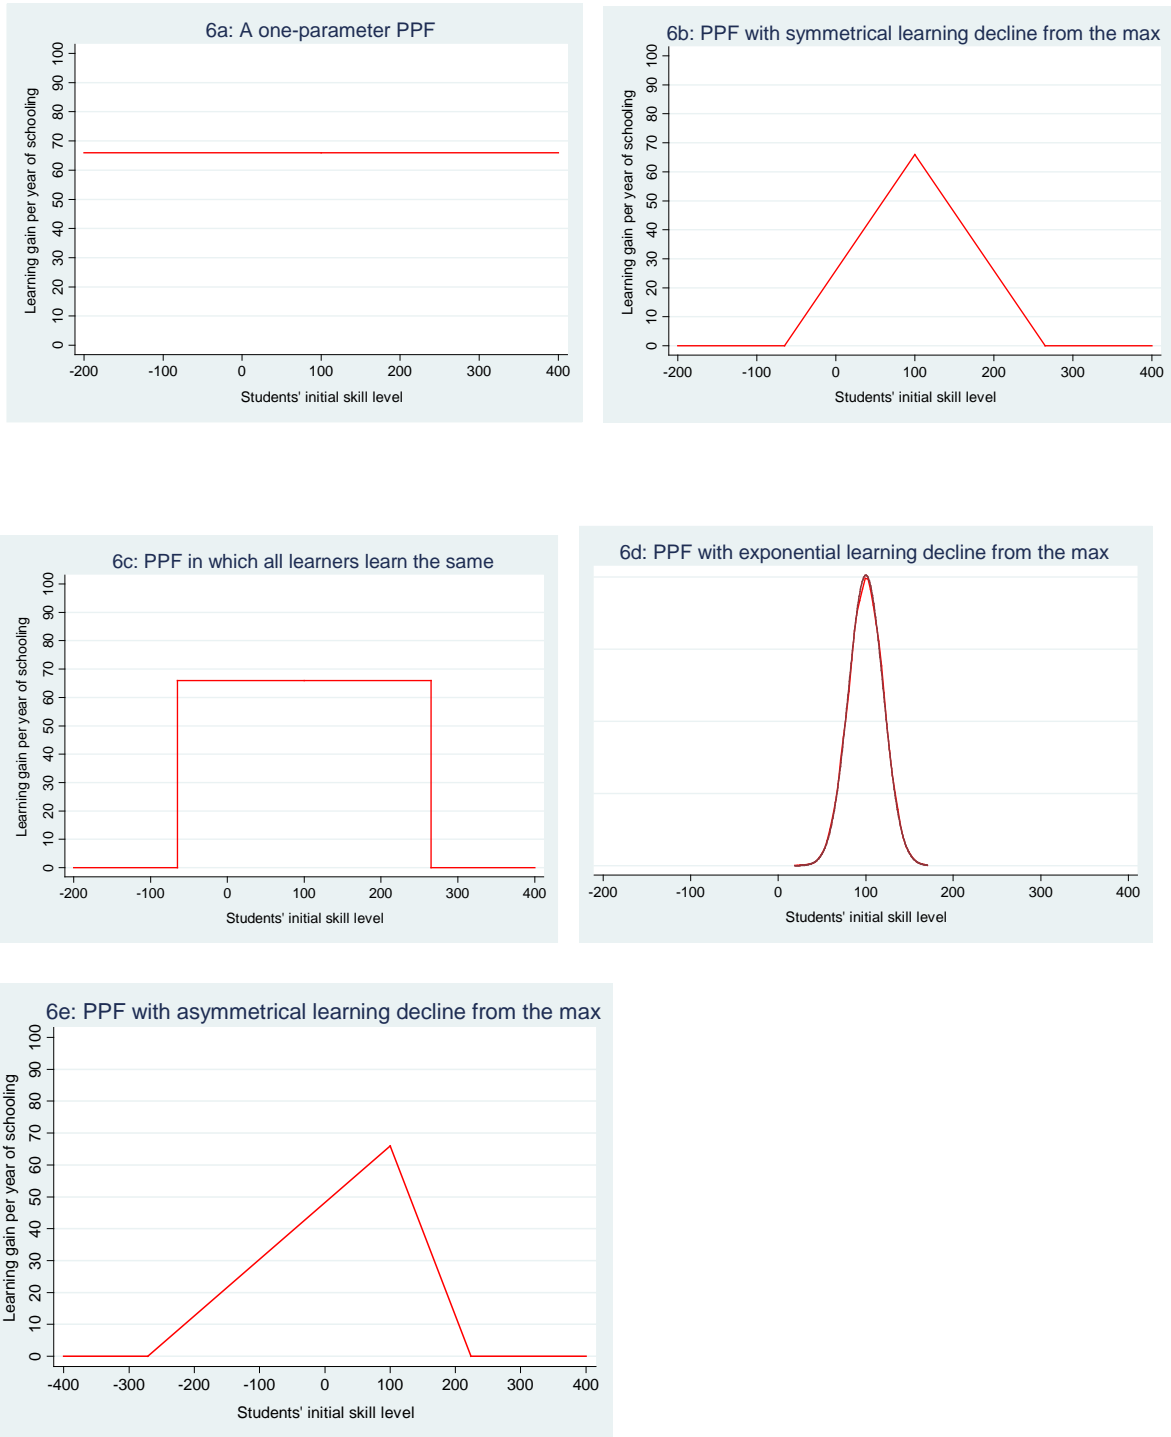 6a: A one-parameter PPF
Learning gain per year of schooling
100
90
80
70
60
50
40
30
20
10
0
-200 -100 0 100 200 300 400
Students' initial skill level
6b: PPF with symmetrical learning decline from the max
Learning gain per year of schooling
100
90
80
70
60
50
40
30
20
10
0
-200 -100 0 100 200 300 400
Students' initial skill level
6c: PPF in which all learners learn the same
Learning gain per year of schooling
100
90
80
70
60
50
40
30
20
10
0
-200 -100 0 100 200 300 400
Students' initial skill level
6d: PPF with exponential learning decline from the max
-200 -100 0 100 200 300 400
Students' initial skill level
6e: PPF with asymmetrical learning decline from the max
Learning gain per year of schooling
100
90
80
70
60
50
40
30
20
10
0
-400 -300 -200 -100 0 100 200 300 400
Students' initial skill level